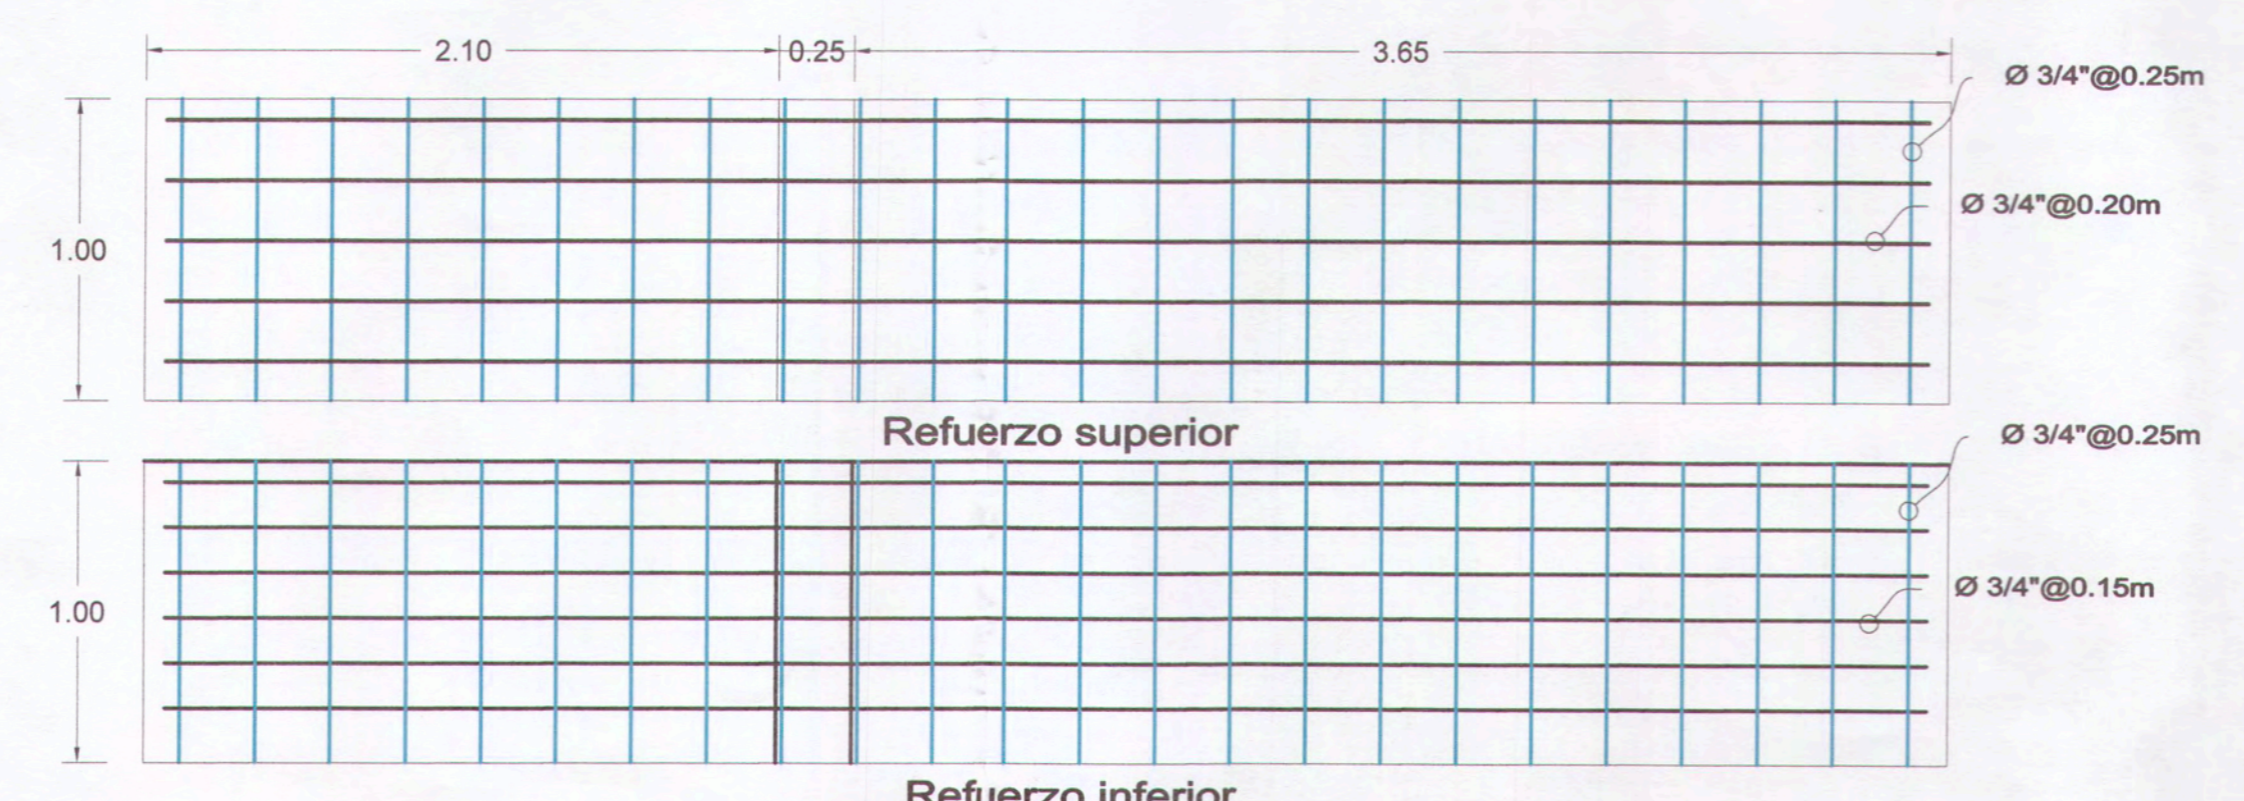 2.10
0.25
3.65
Ø 3/4"@0.25m
Ø 3/4"@0.20m
1.00
Refuerzo superior
Ø 3/4"@0.25m
Ø 3/4"@0.15m
1.00
Refuerzo inferior